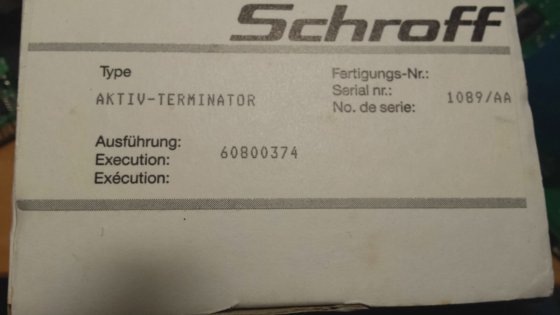 Schroff
Type
AKTIV-TERMINATOR
Fertigungs-Nr.:
Serial nr.:
No. de serie:
1089/AA
Ausführung:
Execution:
Exécution:
60800374